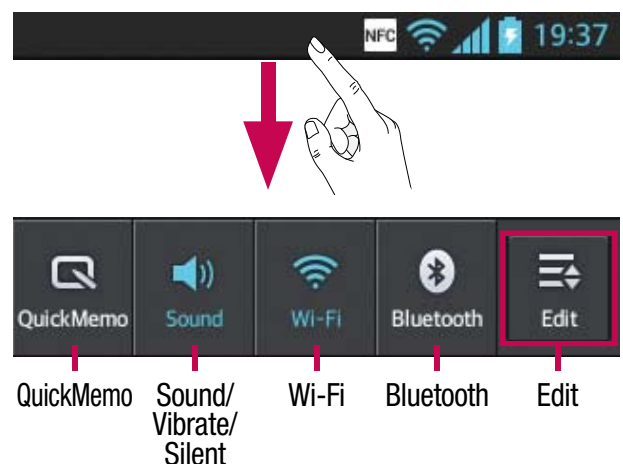 NFC 19:37
QuickMemo Sound Wi-Fi Bluetooth Edit
QuickMemo Sound/ Wi-Fi Bluetooth Edit
Vibrate/
Silent